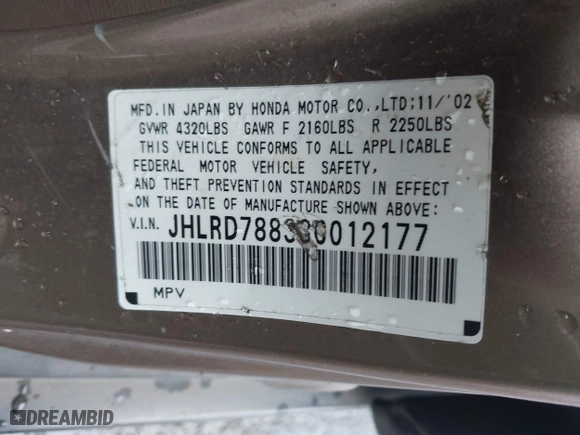 MFD.IN JAPAN BY HONDA MOTOR CO.,LTD;11/'02
GVWR 4320LBS GAWR F 2160LBS R 2250LBS
THIS VEHICLE CONFORMS TO ALL APPLICABLE
FEDERAL MOTOR VEHICLE SAFETY,
AND THEFT PREVENTION STANDARDS IN EFFECT
ON THE DATE OF MANUFACTURE SHOWN ABOVE:
V.I.N. JHLRD78833C012177
MPV
DREAMBID